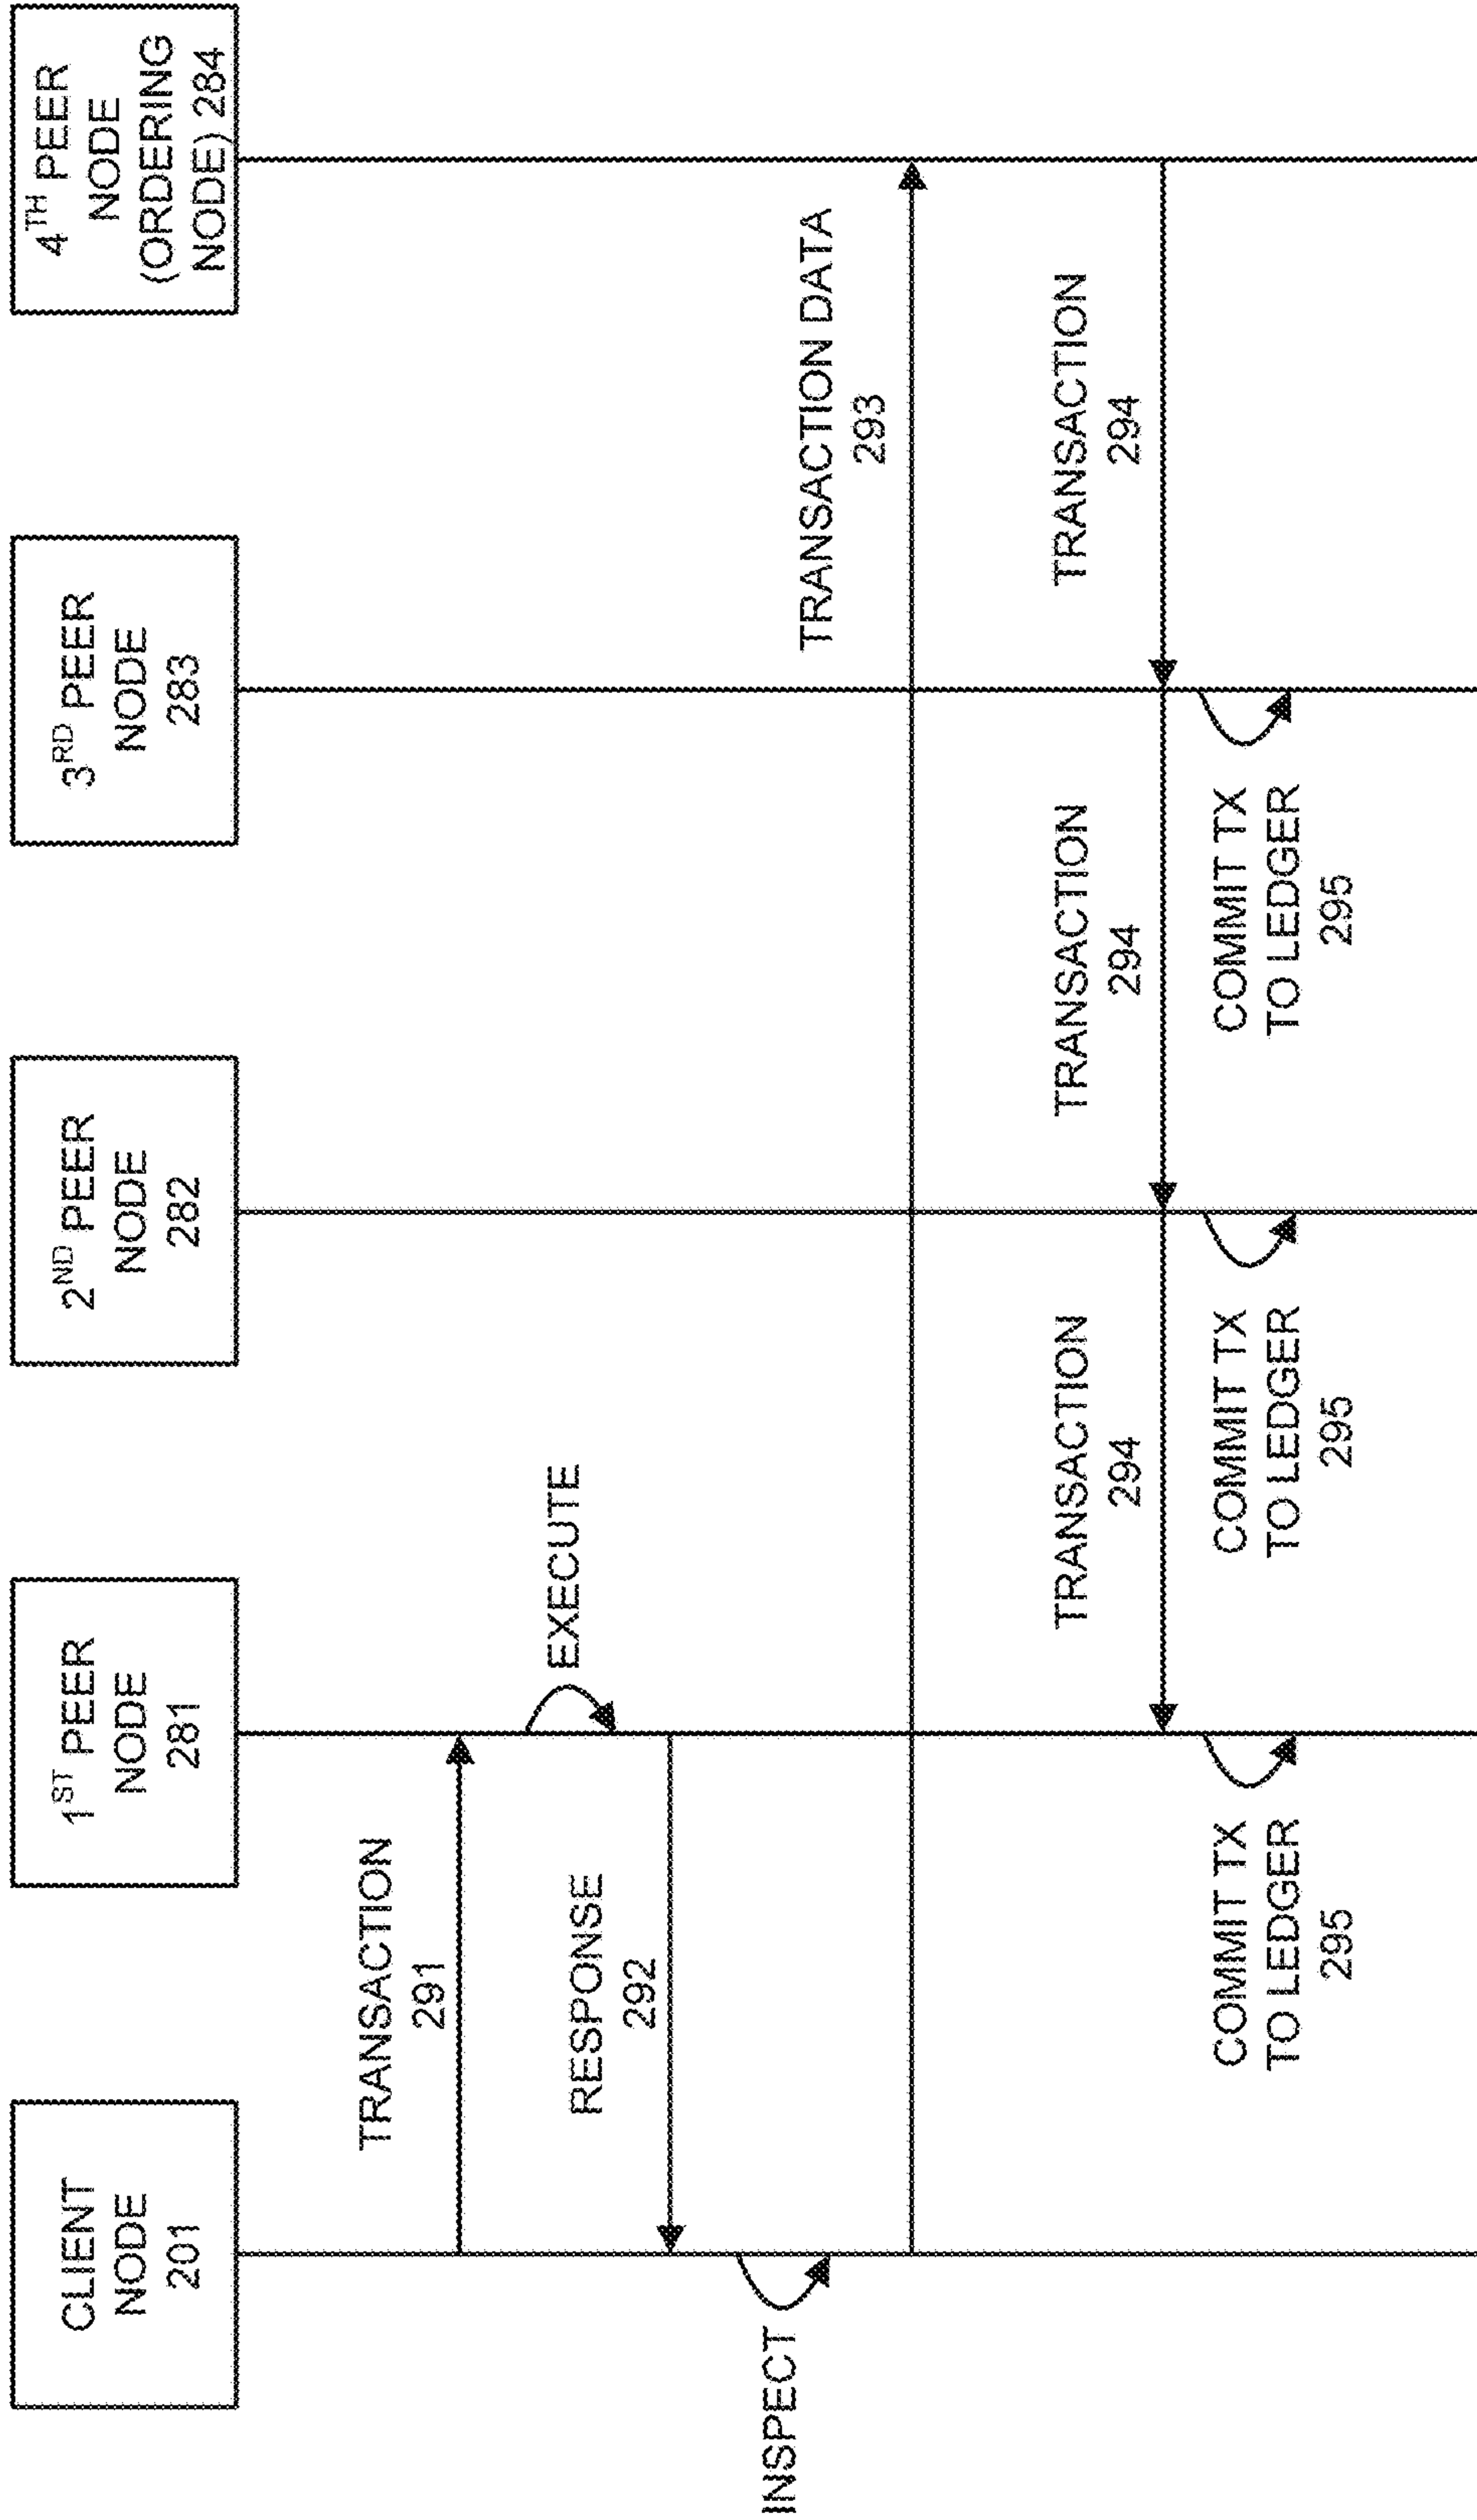 CLIENT
NODE
201
1ST PEER
NODE
281
2ND PEER
NODE
282
3RD PEER
NODE
283
4TH PEER
NODE
(ORDERING
NODE) 284
TRANSACTION
291
EXECUTE
RESPONSE
292
INSPECT
TRANSACTION DATA
293
TRANSACTION
294
TRANSACTION
294
TRANSACTION
294
COMMIT TX
TO LEDGER
295
COMMIT TX
TO LEDGER
295
COMMIT TX
TO LEDGER
295